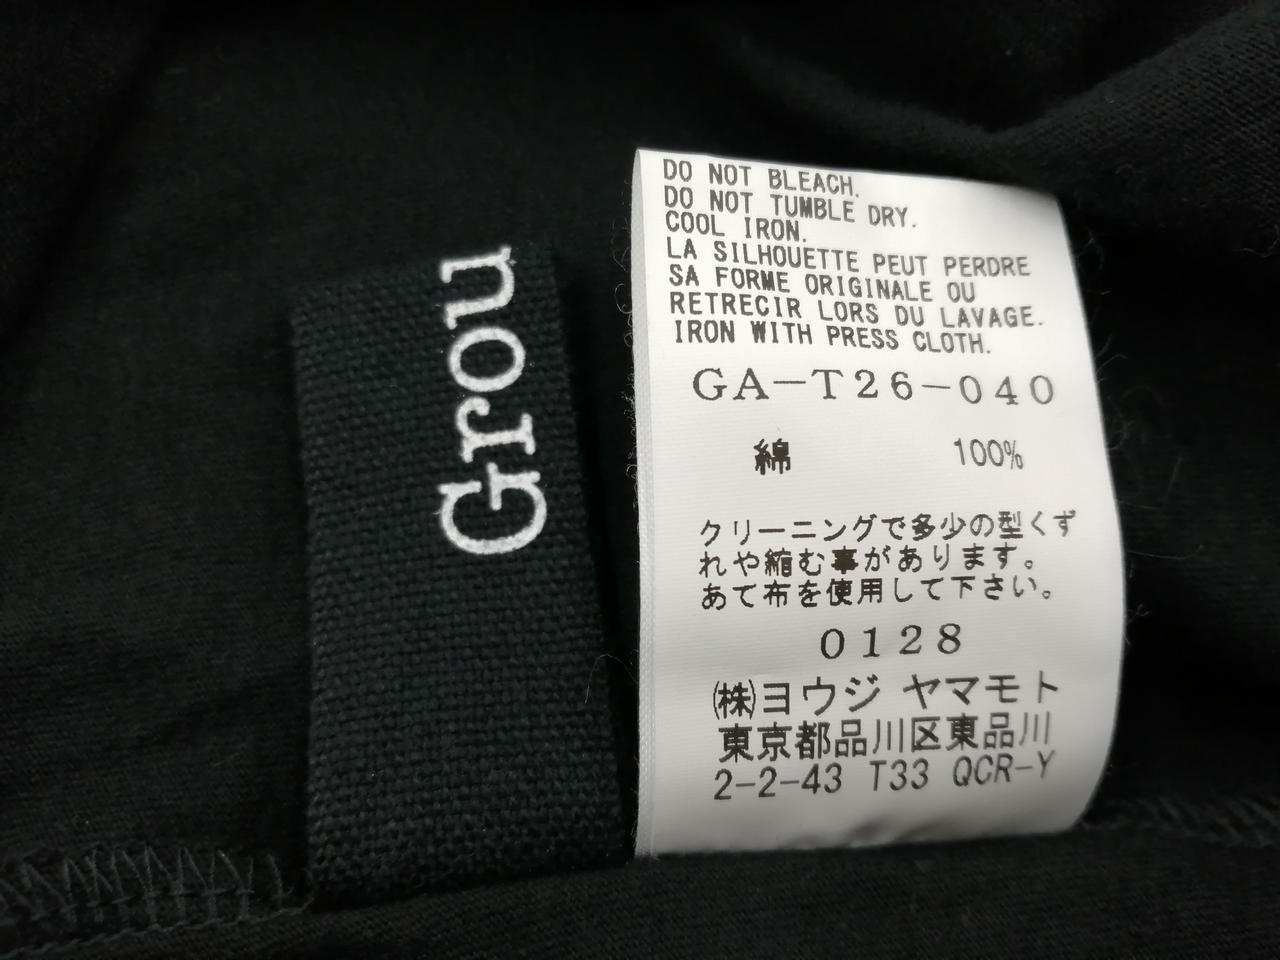 Grou
DO NOT BLEACH.
DO NOT TUMBLE DRY.
COOL IRON.
LA SILHOUETTE PEUT PERDRE
SA FORME ORIGINALE OU
RETRECIR LORS DU LAVAGE.
IRON WITH PRESS CLOTH.
GA-T26-040
綿 100%
クリーニングで多少の型くず
れや縮む事があります。
あて布を使用して下さい。
0128
㈱ヨウジ ヤマモト
東京都品川区東品川
2-2-43 T33 QCR-Y